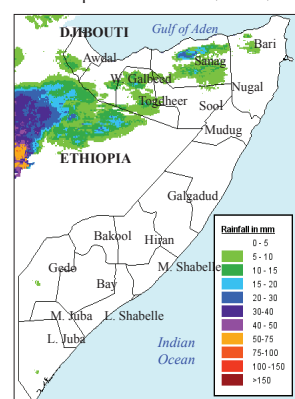 DJIBOUTI
Gulf of Aden
Bari
Awdal
Sanag
W. Galbeed
Togdheer
Nugal
Sool
Mudug
ETHIOPIA
Galgadud
Bakool
Hiran
Gedo
M. Shabelle
Bay
M. Juba
L. Shabelle
L. Juba
Indian
Ocean
Rainfall in mm
0 - 5
5 - 10
10 - 15
15 - 20
20 - 30
30-40
40 - 50
50-75
75-100
100 -150
>150